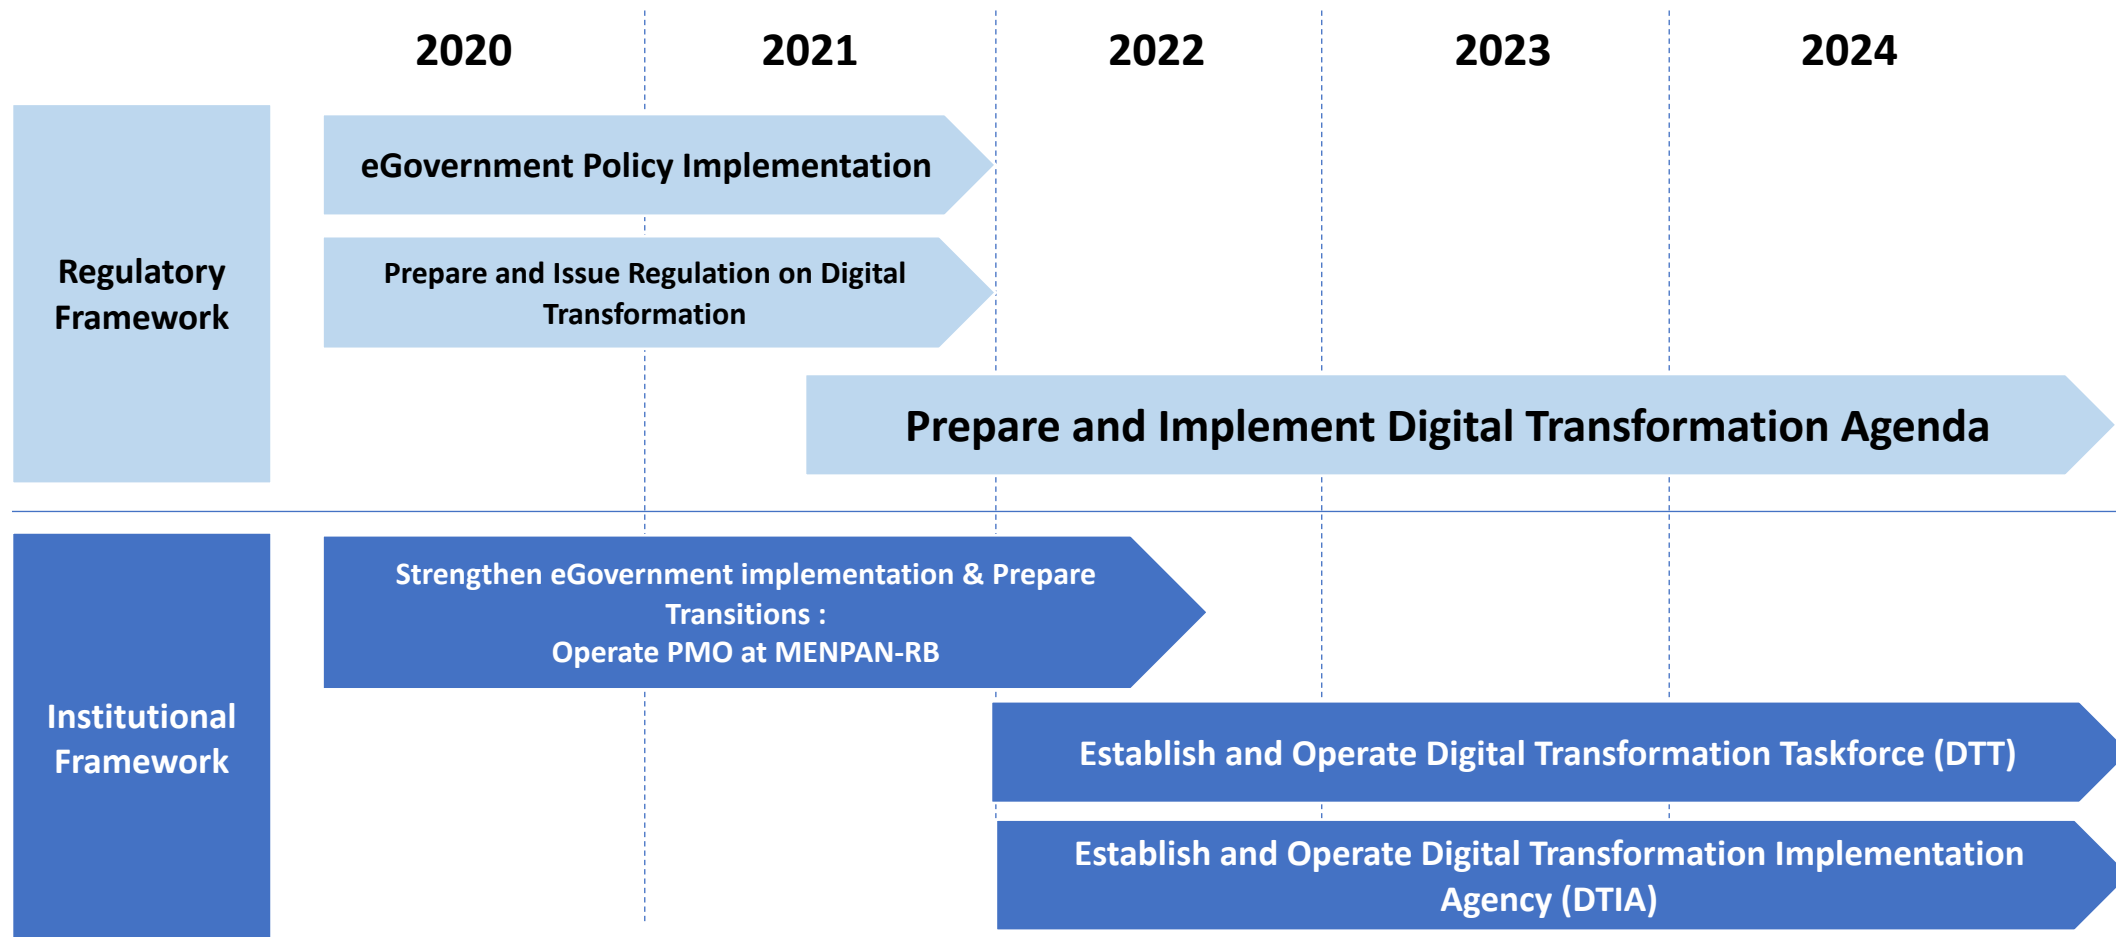 2020 2021 2022 2023 2024
Regulatory
Framework
eGovernment Policy Implementation
Prepare and Issue Regulation on Digital
Transformation
Prepare and Implement Digital Transformation Agenda
Institutional
Framework
Strengthen eGovernment implementation & Prepare
Transitions :
Operate PMO at MENPAN-RB
Establish and Operate Digital Transformation Taskforce (DTT)
Establish and Operate Digital Transformation Implementation
Agency (DTIA)